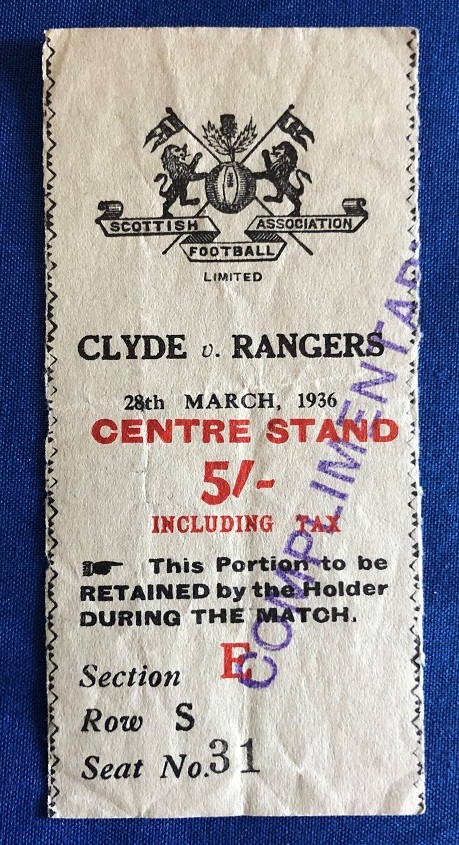 SCOTTISH FOOTBALL ASSOCIATION
LIMITED
CLYDE v. RANGERS
28th MARCH, 1936
CENTRE STAND
5/-
INCLUDING TAX
This Portion to be
RETAINED by the Holder
DURING THE MATCH.
Section E
Row S
Seat No. 31
COMPLIMENTARY